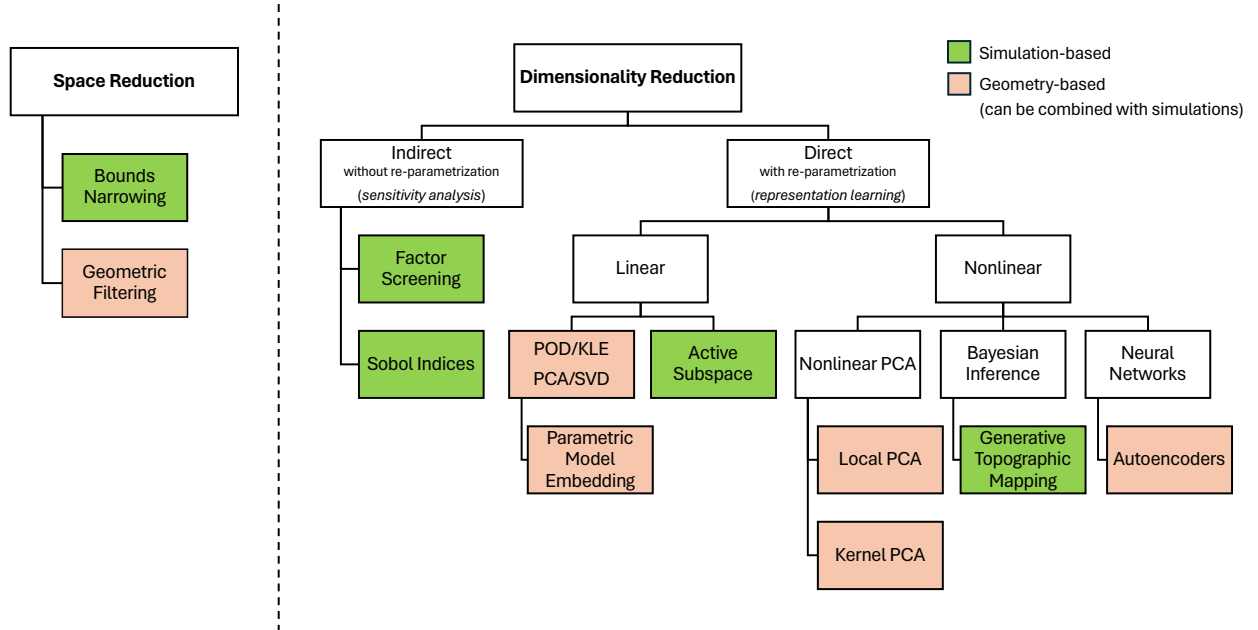 Space Reduction
Bounds
Narrowing
Geometric
Filtering
Dimensionality Reduction
Simulation-based
Geometry-based
(can be combined with simulations)
Indirect
without re-parametrization
(sensitivity analysis)
Direct
with re-parametrization
(representation learning)
Factor
Screening
Sobol Indices
Linear
Nonlinear
POD/KLE
PCA/SVD
Active
Subspace
Parametric
Model
Embedding
Nonlinear PCA
Bayesian
Inference
Neural
Networks
Local PCA
Kernel PCA
Generative
Topographic
Mapping
Autoencoders